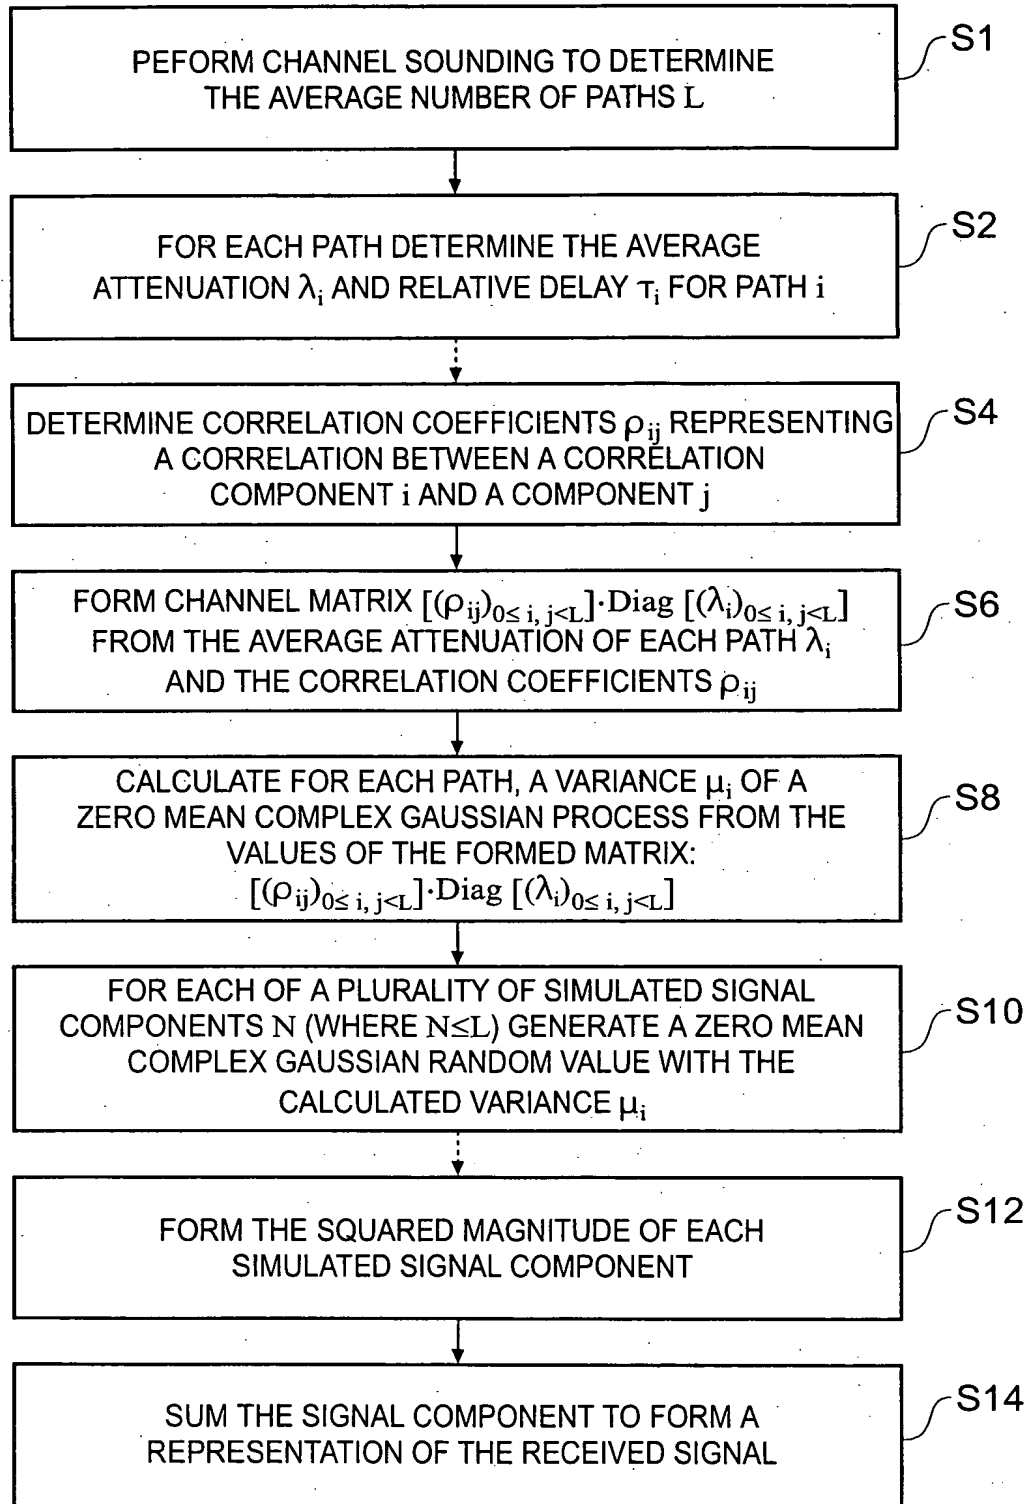 PEFORM CHANNEL SOUNDING TO DETERMINE
THE AVERAGE NUMBER OF PATHS L
S1
FOR EACH PATH DETERMINE THE AVERAGE
ATTENUATION λi AND RELATIVE DELAY τi FOR PATH i
S2
DETERMINE CORRELATION COEFFICIENTS ρij REPRESENTING
A CORRELATION BETWEEN A CORRELATION
COMPONENT i AND A COMPONENT j
S4
FORM CHANNEL MATRIX [(ρij)0≤ i, j<L]·Diag [(λi)0≤ i, j<L]
FROM THE AVERAGE ATTENUATION OF EACH PATH λi
AND THE CORRELATION COEFFICIENTS ρij
S6
CALCULATE FOR EACH PATH, A VARIANCE μi OF A
ZERO MEAN COMPLEX GAUSSIAN PROCESS FROM THE
VALUES OF THE FORMED MATRIX:
[(ρij)0≤ i, j<L]·Diag [(λi)0≤ i, j<L]
S8
FOR EACH OF A PLURALITY OF SIMULATED SIGNAL
COMPONENTS N (WHERE N≤L) GENERATE A ZERO MEAN
COMPLEX GAUSSIAN RANDOM VALUE WITH THE
CALCULATED VARIANCE μi
S10
FORM THE SQUARED MAGNITUDE OF EACH
SIMULATED SIGNAL COMPONENT
S12
SUM THE SIGNAL COMPONENT TO FORM A
REPRESENTATION OF THE RECEIVED SIGNAL
S14